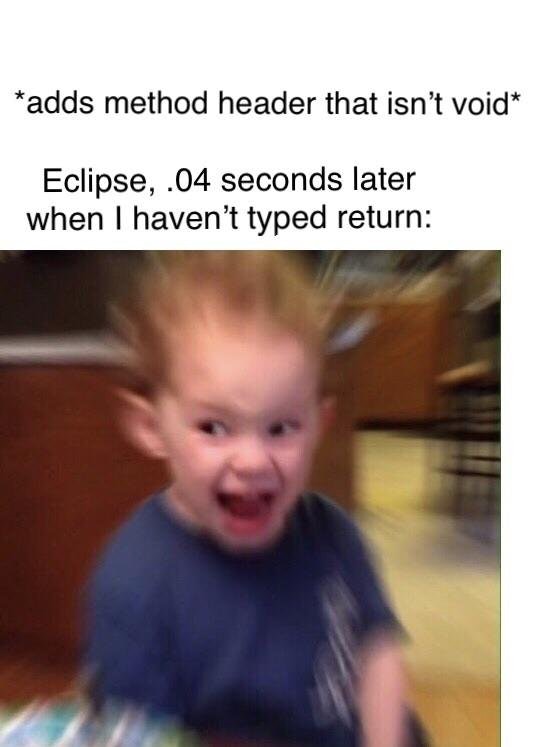 *adds method header that isn’t void*
Eclipse, .04 seconds later
when I haven’t typed return: